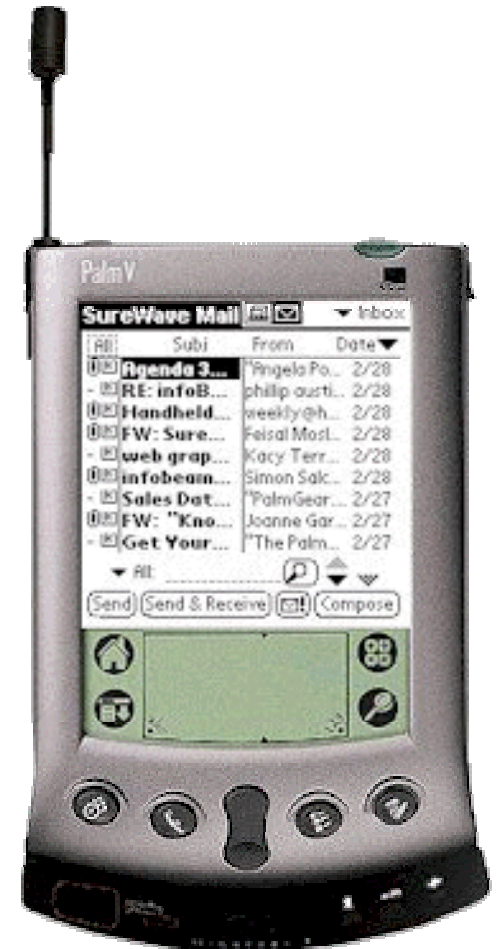 PalmV
SureWave Mail ▼ Inbox
All Subj From Date▼
Agenda 3... "Angela Po... 2/28
- RE: infoB... phillip austi... 2/28
Handheld... weekly@h... 2/28
FW: Sure... Feisal Mosl... 2/28
- web grap... Kacy Terr... 2/28
infobeam... Simon Salc... 2/28
- Sales Dat... "PalmGear... 2/27
FW: "Kno... Joanne Gar... 2/27
- Get Your... "The Palm... 2/27
▼ All:
Send Send & Receive Compose